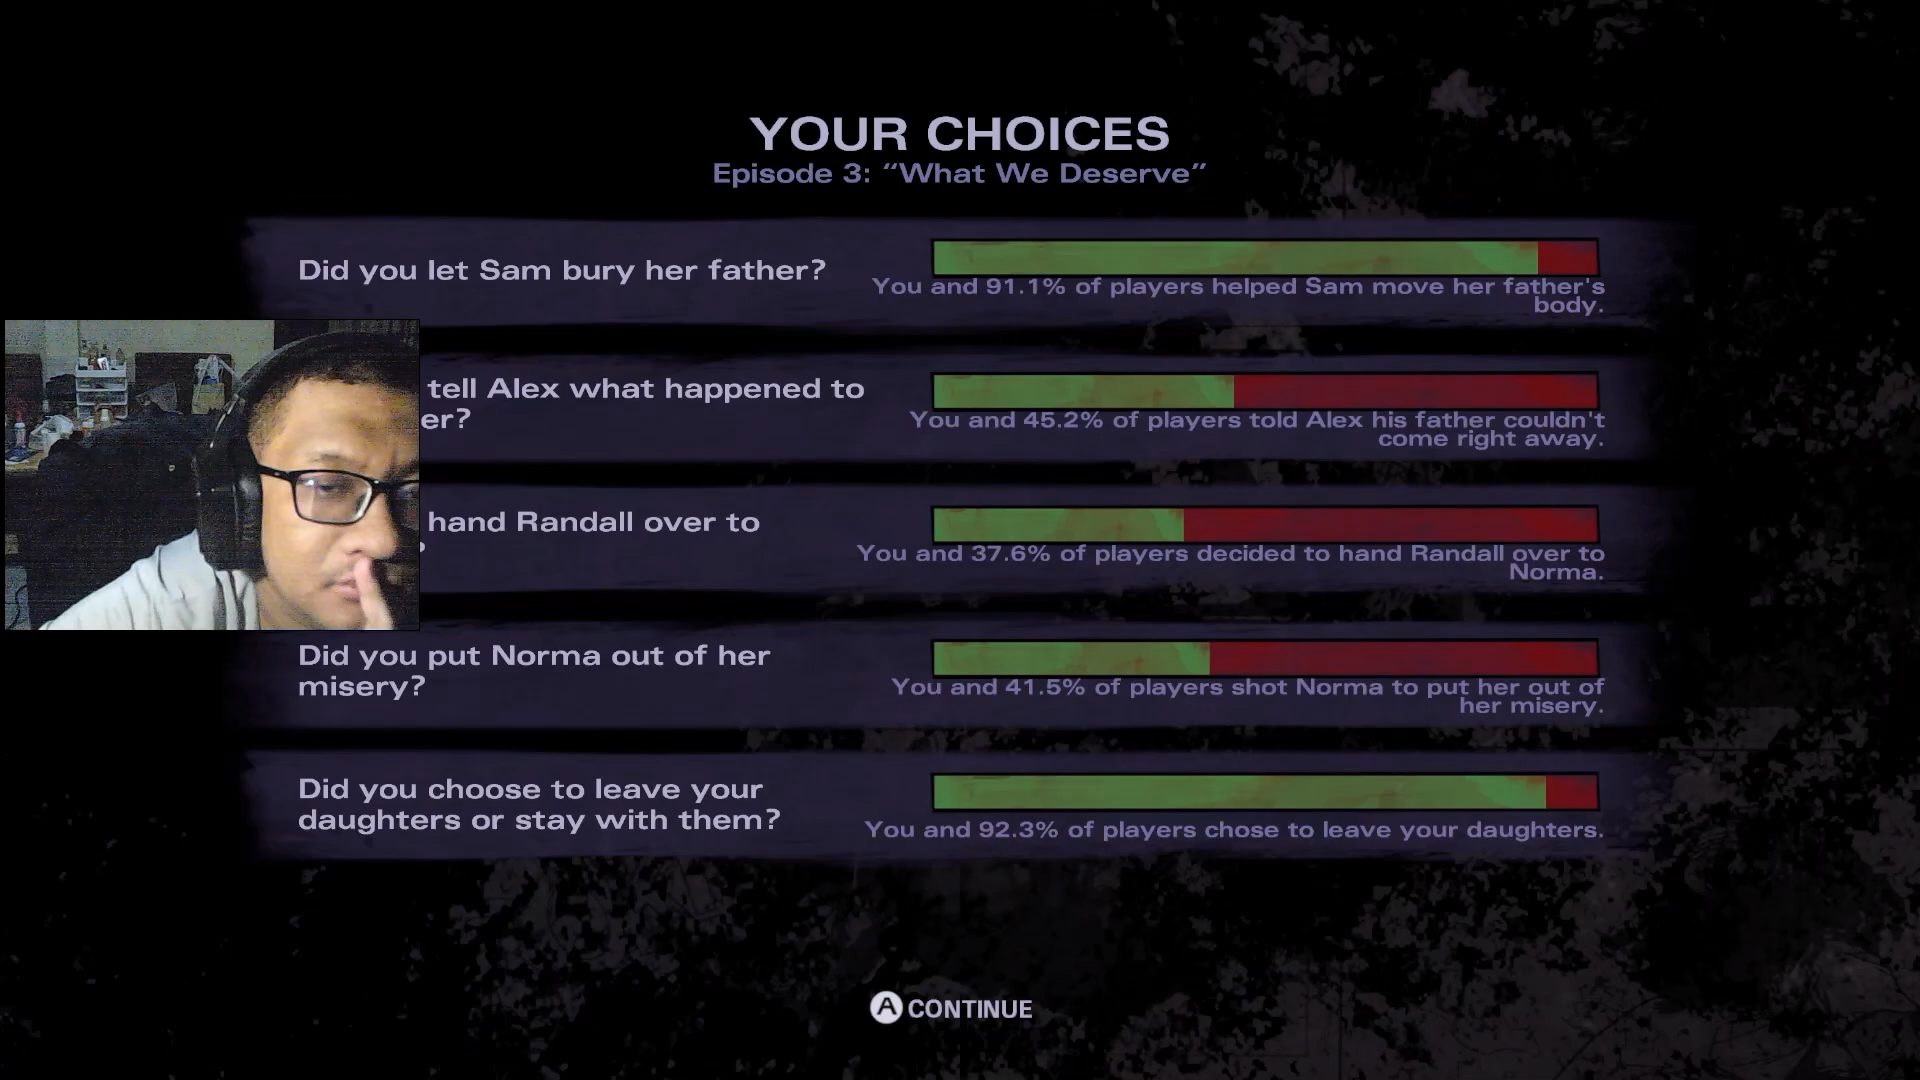 YOUR CHOICES
Episode 3: “What We Deserve”
Did you let Sam bury her father?
You and 91.1% of players helped Sam move her father's
body.
tell Alex what happened to
er?
You and 45.2% of players told Alex his father couldn't
come right away.
hand Randall over to
?
You and 37.6% of players decided to hand Randall over to
Norma.
Did you put Norma out of her
misery?
You and 41.5% of players shot Norma to put her out of
her misery.
Did you choose to leave your
daughters or stay with them?
You and 92.3% of players chose to leave your daughters.
A CONTINUE